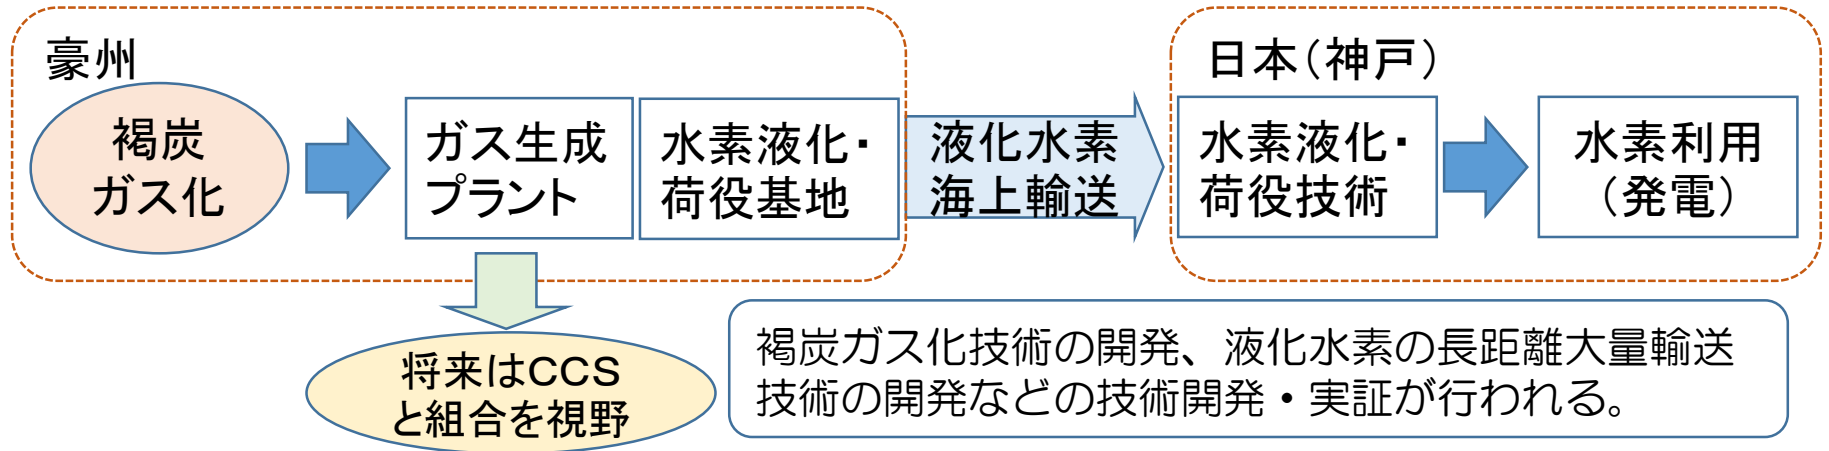 豪州
褐炭
ガス化
ガス生成
プラント
水素液化・
荷役基地
液化水素
海上輸送
日本(神戸)
水素液化・
荷役技術
水素利用
(発電)
将来はCCS
と組合を視野
褐炭ガス化技術の開発、液化水素の長距離大量輸送
技術の開発などの技術開発・実証が行われる。